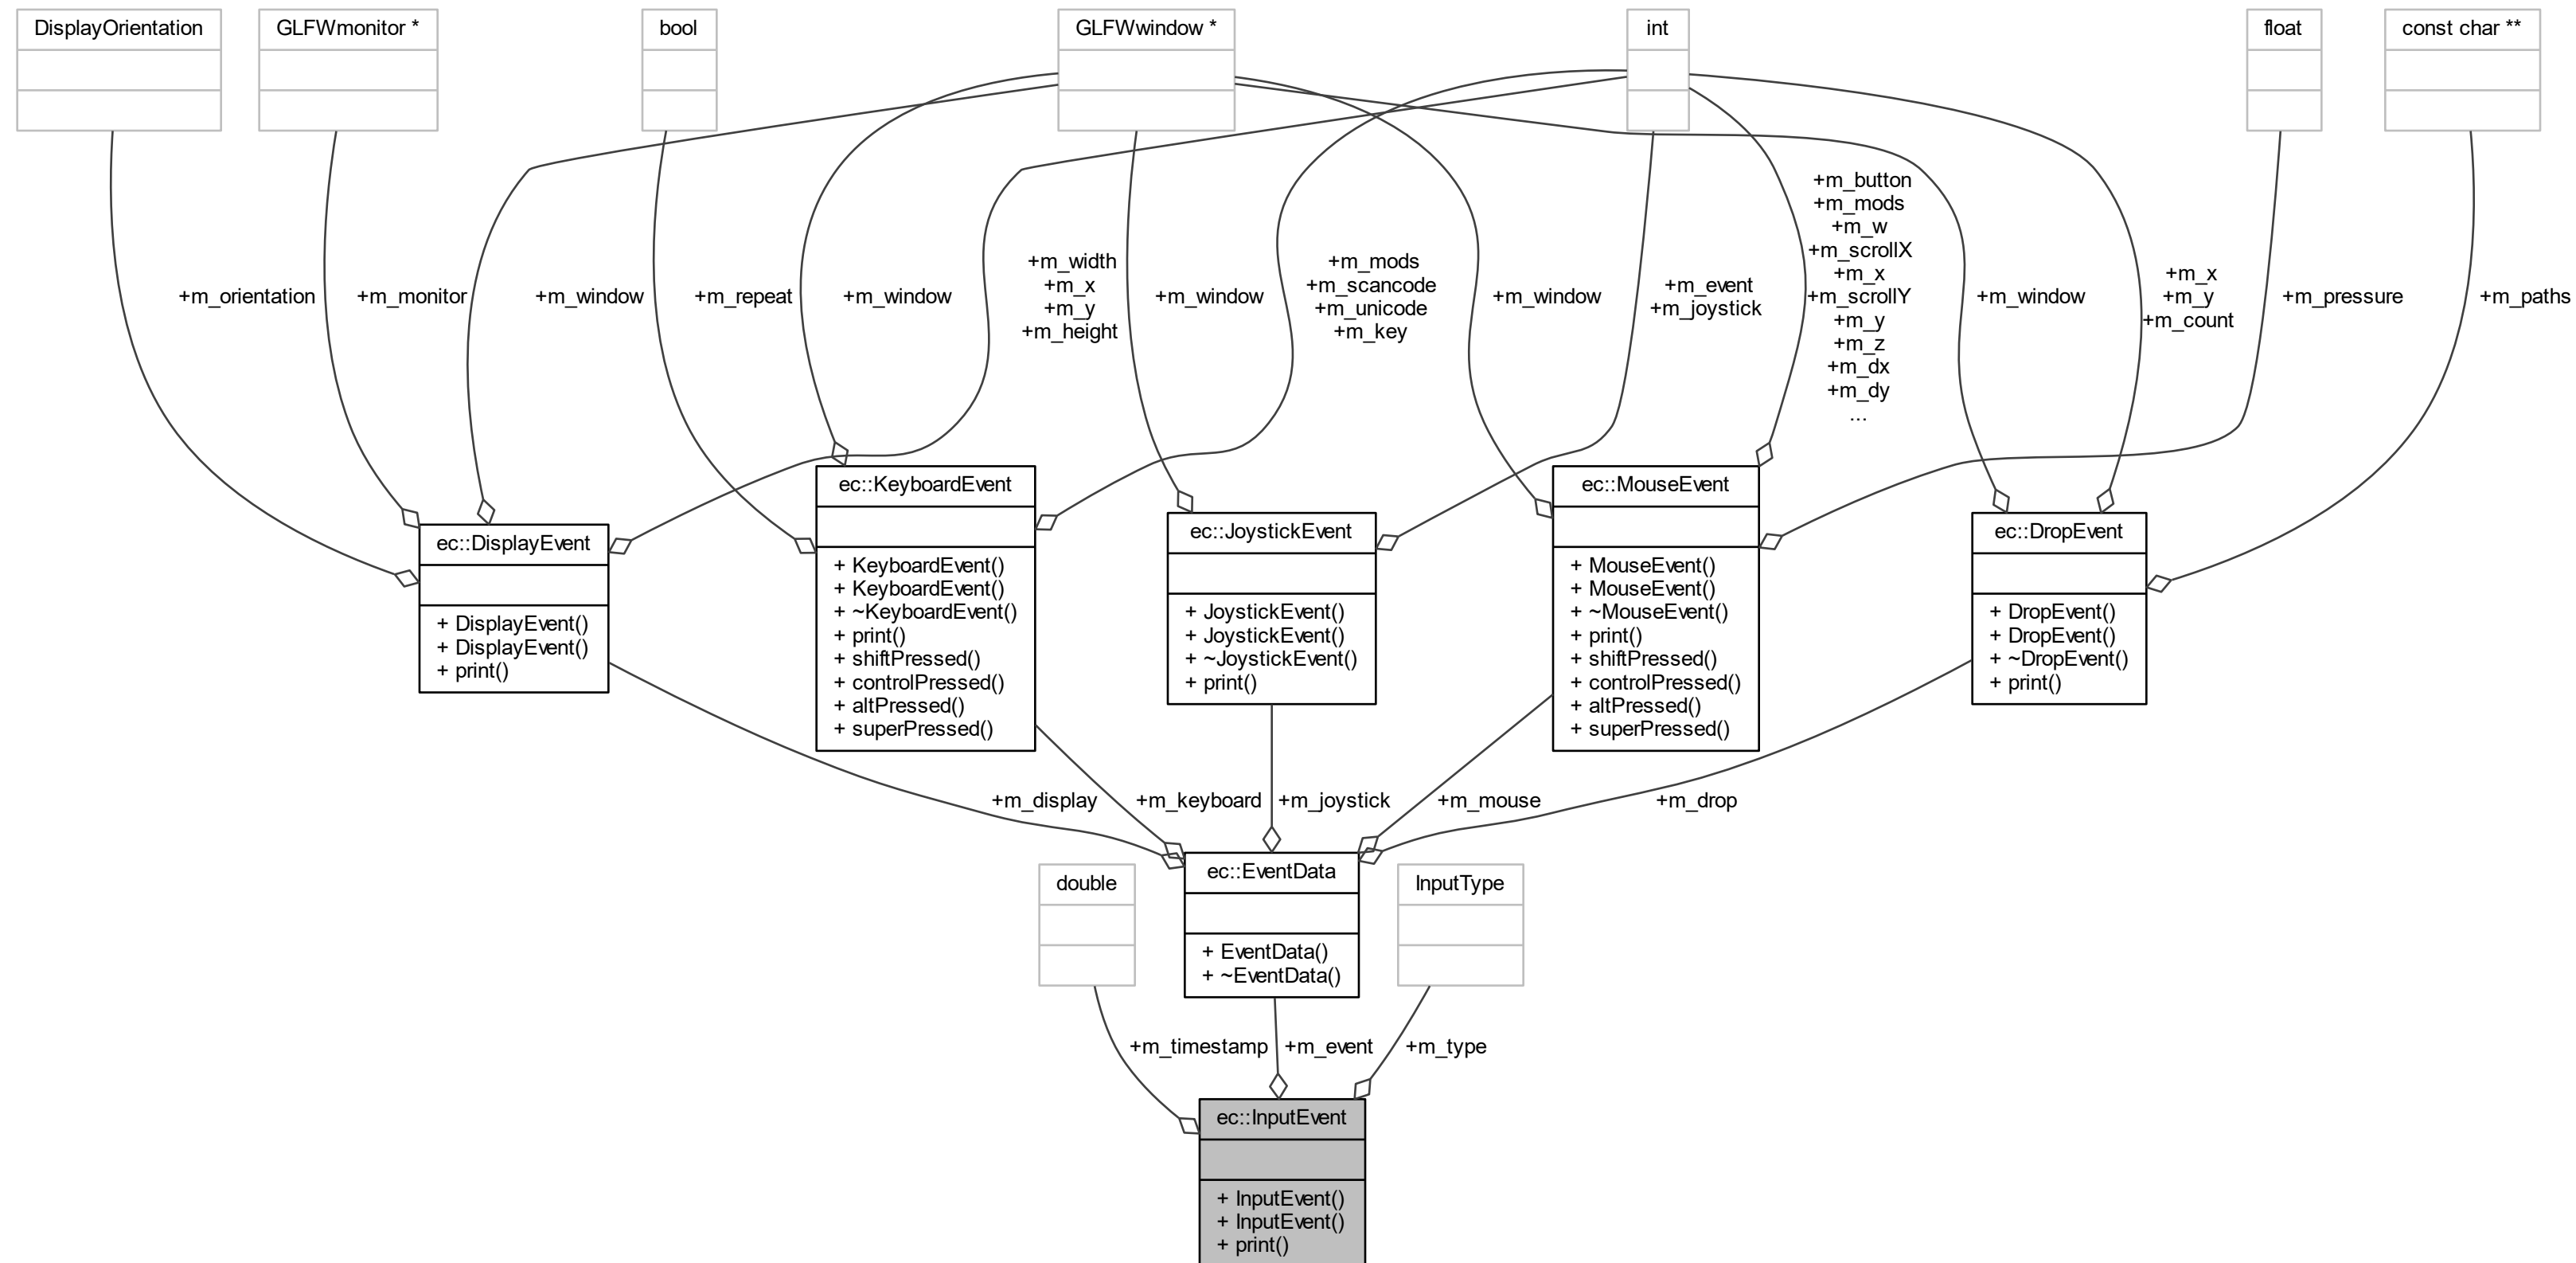 DisplayOrientation
GLFWmonitor *
bool
GLFWwindow *
int
float
const char **
+m_orientation
+m_monitor
+m_window
+m_repeat
+m_window
+m_width
+m_x
+m_y
+m_height
+m_window
+m_mods
+m_scancode
+m_unicode
+m_key
+m_window
+m_event
+m_joystick
+m_button
+m_mods
+m_w
+m_scrollX
+m_x
+m_scrollY
+m_y
+m_z
+m_dx
+m_dy
...
+m_window
+m_x
+m_y
+m_count
+m_pressure
+m_paths
ec::DisplayEvent
+ DisplayEvent()
+ DisplayEvent()
+ print()
ec::KeyboardEvent
+ KeyboardEvent()
+ KeyboardEvent()
+ ~KeyboardEvent()
+ print()
+ shiftPressed()
+ controlPressed()
+ altPressed()
+ superPressed()
ec::JoystickEvent
+ JoystickEvent()
+ JoystickEvent()
+ ~JoystickEvent()
+ print()
ec::MouseEvent
+ MouseEvent()
+ MouseEvent()
+ ~MouseEvent()
+ print()
+ shiftPressed()
+ controlPressed()
+ altPressed()
+ superPressed()
ec::DropEvent
+ DropEvent()
+ DropEvent()
+ ~DropEvent()
+ print()
+m_display
+m_keyboard
+m_joystick
+m_mouse
+m_drop
double
ec::EventData
+ EventData()
+ ~EventData()
InputType
+m_timestamp
+m_event
+m_type
ec::InputEvent
+ InputEvent()
+ InputEvent()
+ print()